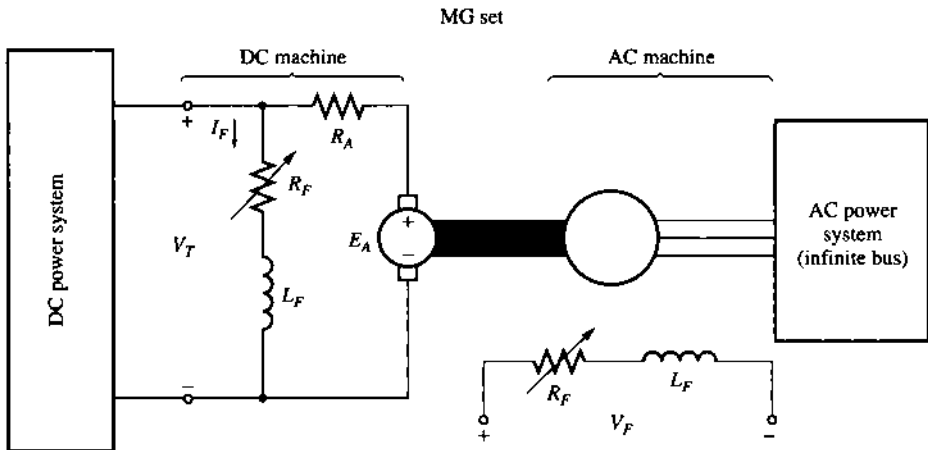 MG set
DC machine
AC machine
DC power system
+
I_F
R_A
R_F
V_T
L_F
–
E_A
+
–
AC power
system
(infinite bus)
R_F
L_F
+
V_F
–